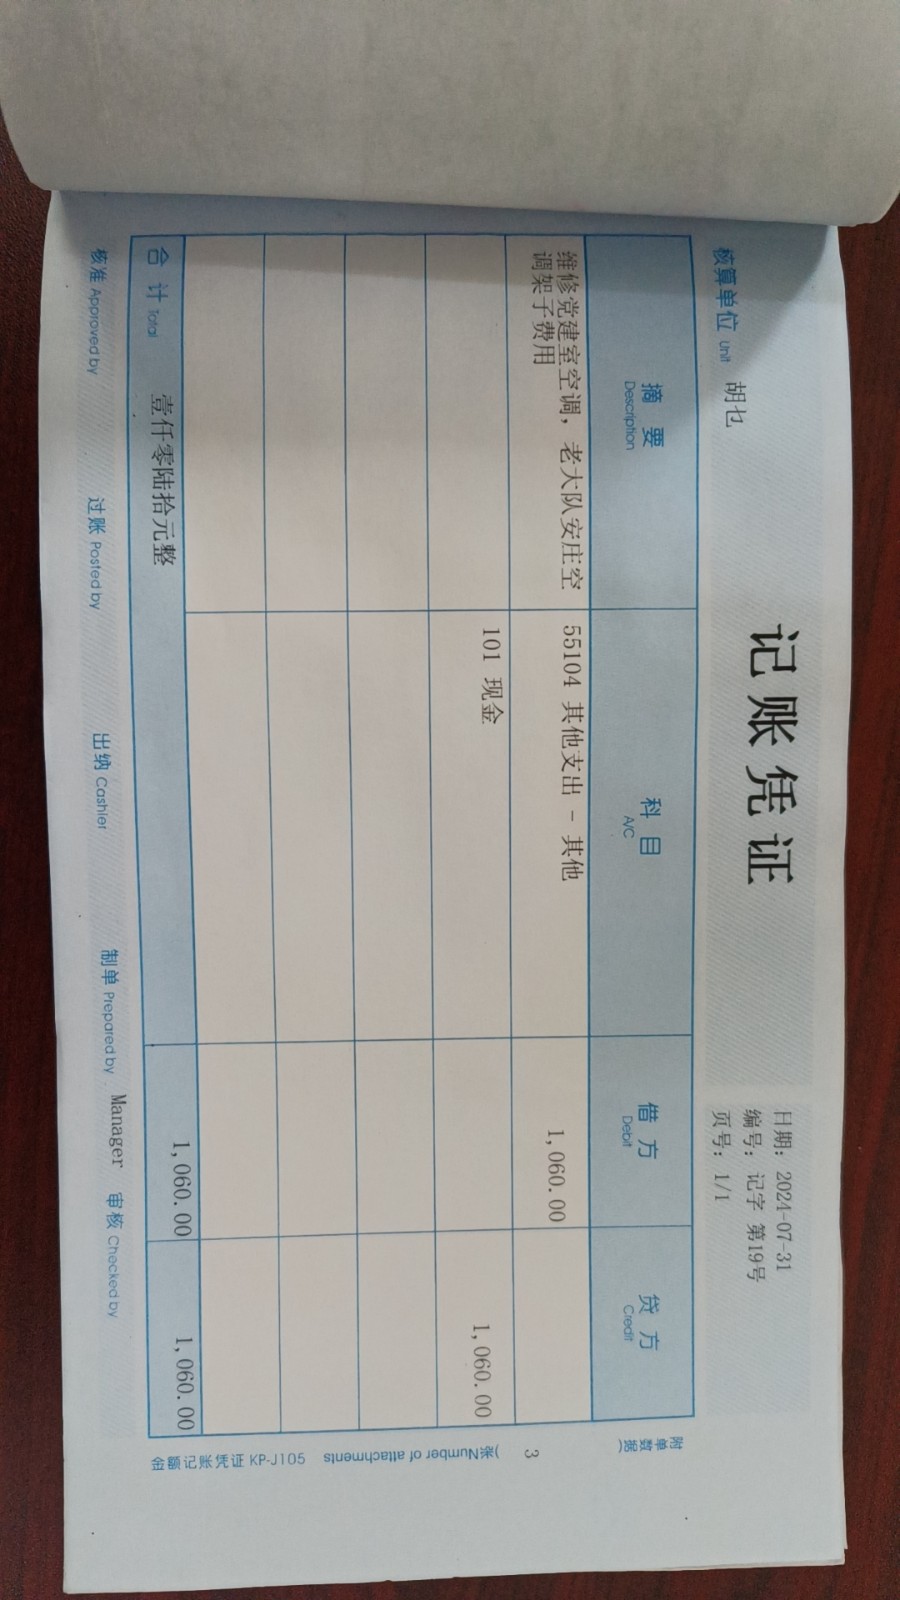 记账凭证
核算单位 Unit 胡乜
日期: 2024-07-31
编号: 记字 第19号
页号: 1/1
摘 要 Description
科 目 A/C
借 方 Debit
贷 方 Credit
维修党建室空调, 老大队安庄空
调架子费用
55104 其他支出 - 其他
1,060.00
101 现金
1,060.00
合 计 Total
壹仟零陆拾元整
1,060.00
1,060.00
附单据数(
3
张)Number of attachments
金额记账凭证 KP-J105
核准 Approved by
过账 Posted by
出纳 Cashier
制单 Prepared by Manager
审核 Checked by